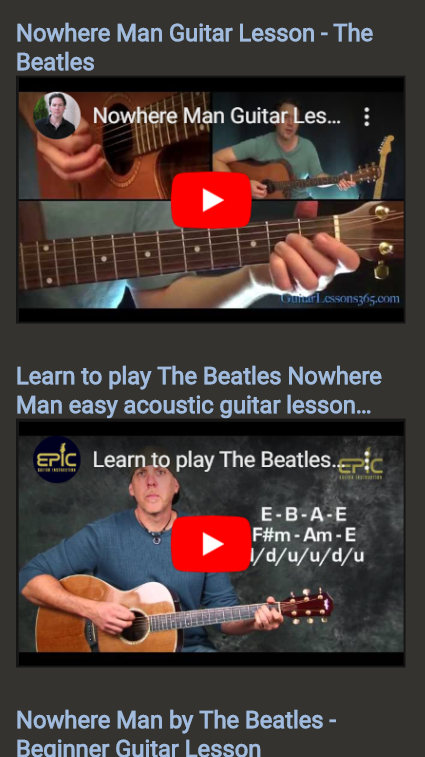 Nowhere Man Guitar Lesson - The
Beatles
Nowhere Man Guitar Les...
GuitarLessons365.com
Learn to play The Beatles Nowhere
Man easy acoustic guitar lesson...
EPIC
GUITAR INSTRUCTION
Learn to play The Beatles...
EPIC
GUITAR INSTRUCTION
E - B - A - E
F#m - Am - E
/d/u/u/d/u
Nowhere Man by The Beatles -
Beginner Guitar Lesson